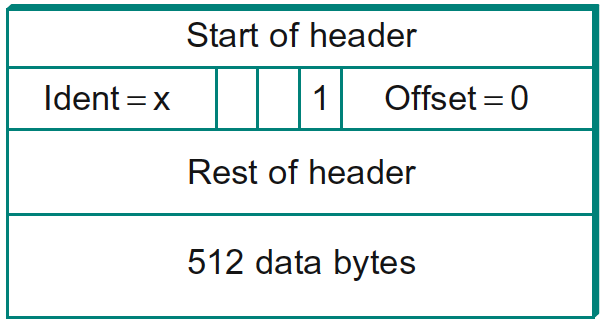 Start of header
Ident = x 1 Offset = 0
Rest of header
512 data bytes